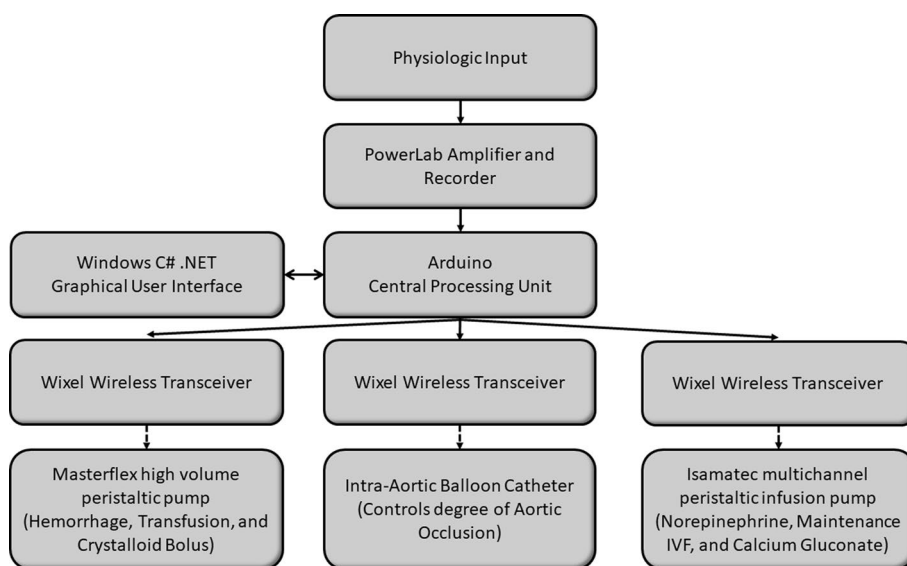 Physiologic Input
PowerLab Amplifier and
Recorder
Windows C# .NET
Graphical User Interface
Arduino
Central Processing Unit
Wixel Wireless Transceiver
Wixel Wireless Transceiver
Wixel Wireless Transceiver
Masterflex high volume
peristaltic pump
(Hemorrhage, Transfusion, and
Crystalloid Bolus)
Intra-Aortic Balloon Catheter
(Controls degree of Aortic
Occlusion)
Isamatec multichannel
peristaltic infusion pump
(Norepinephrine, Maintenance
IVF, and Calcium Gluconate)